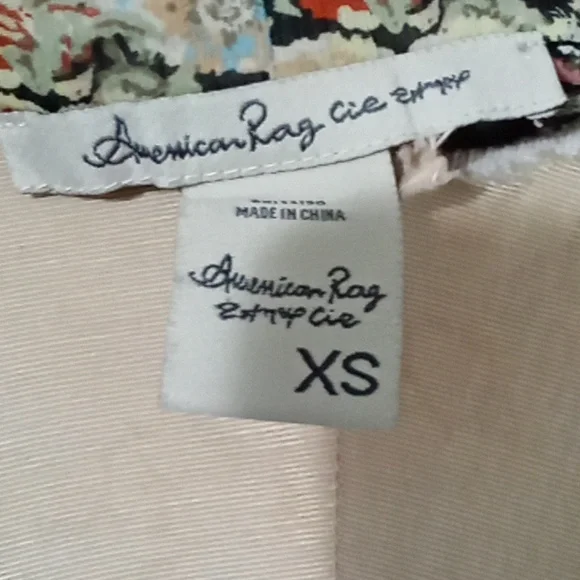 American Rag Cie
MADE IN CHINA
American Rag
Cie
XS